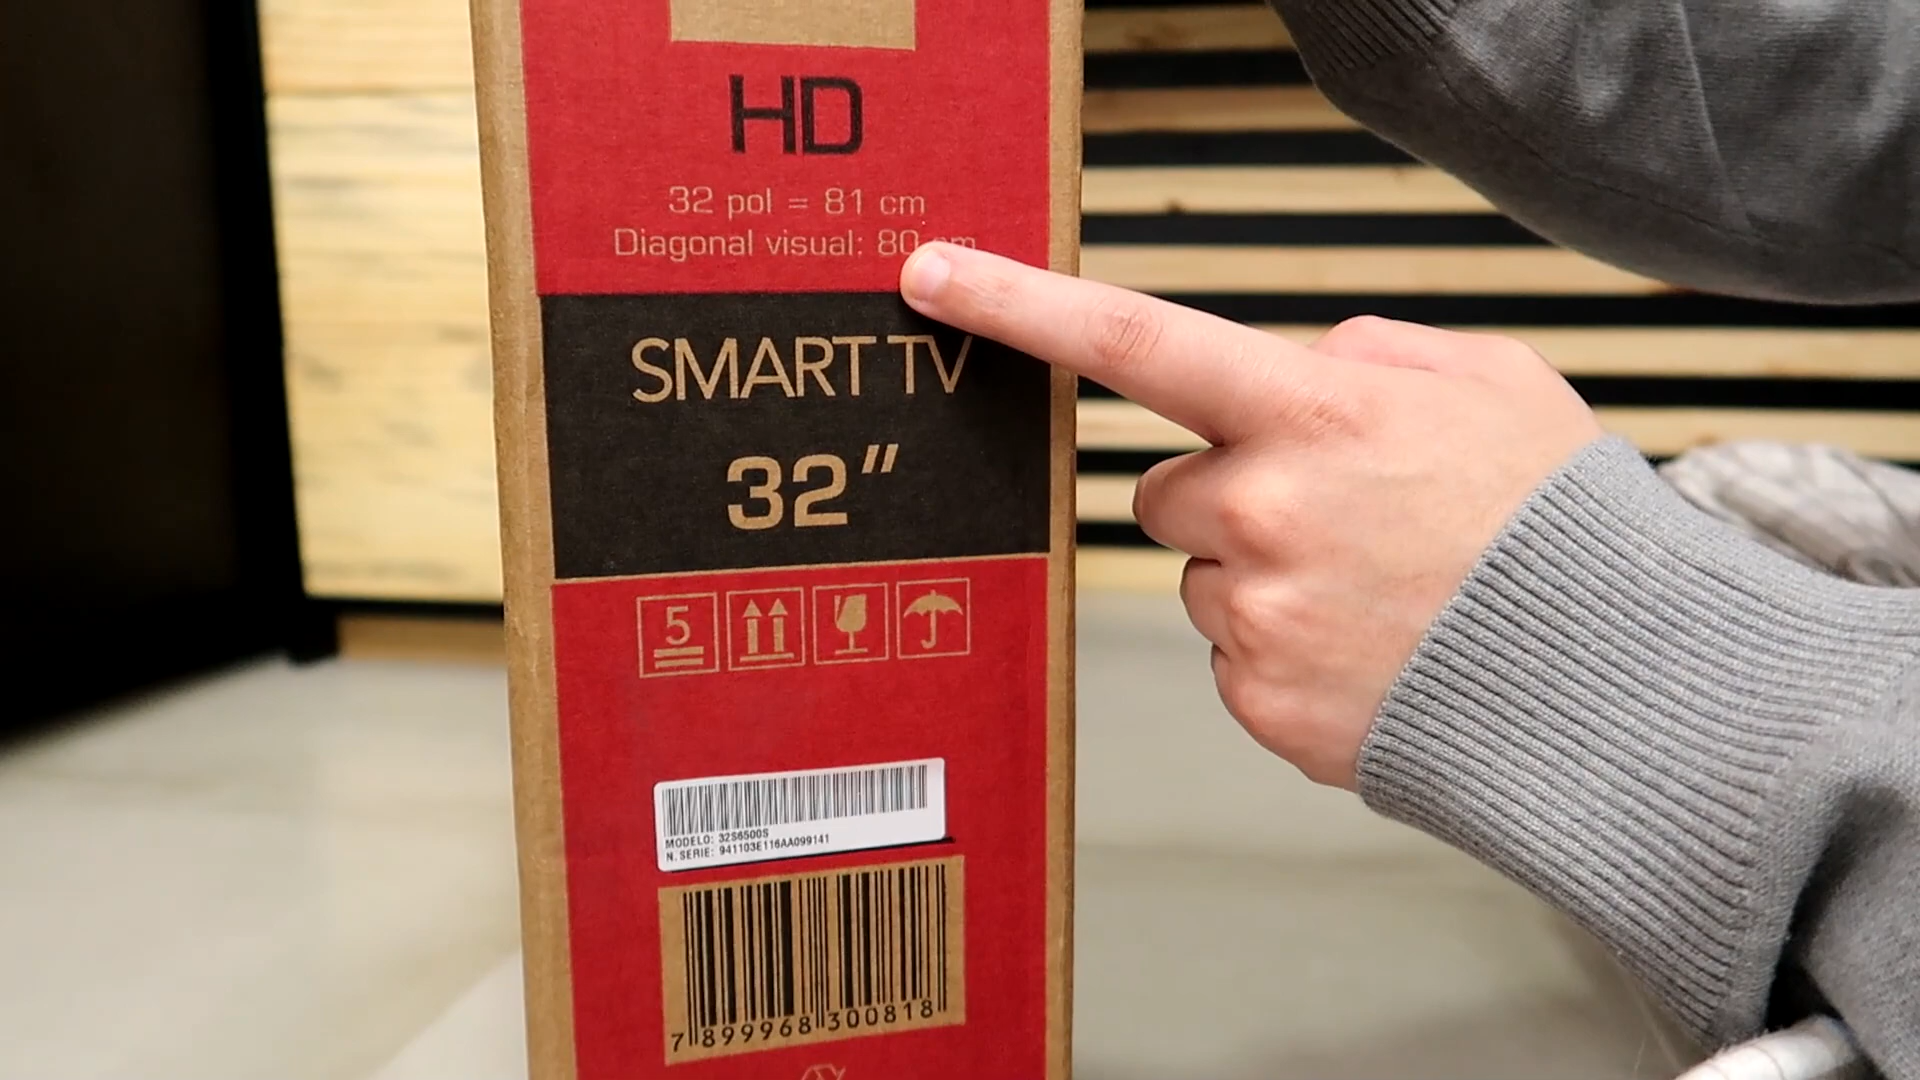 HD
32 pol = 81 cm
Diagonal visual: 80 cm
SMART TV
32"
5
MODELO: 32S6500S
N. SERIE: 941103E116AA099141
7 899968 300818